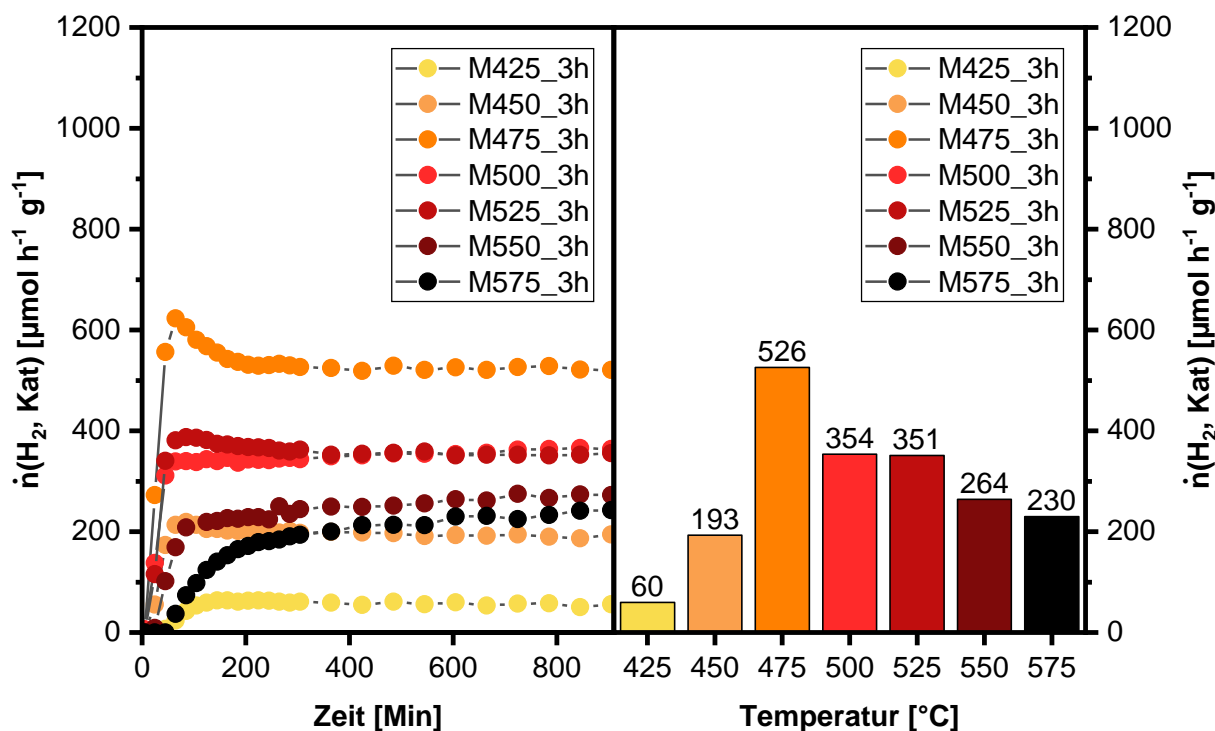 1200
1000
800
600
400
200
0
ṅ(H₂, Kat) [µmol h⁻¹ g⁻¹]
M425_3h
M450_3h
M475_3h
M500_3h
M525_3h
M550_3h
M575_3h
0 200 400 600 800
Zeit [Min]
M425_3h
M450_3h
M475_3h
M500_3h
M525_3h
M550_3h
M575_3h
60
193
526
354
351
264
230
425 450 475 500 525 550 575
Temperatur [°C]
1200
1000
800
600
400
200
0
ṅ(H₂, Kat) [µmol h⁻¹ g⁻¹]